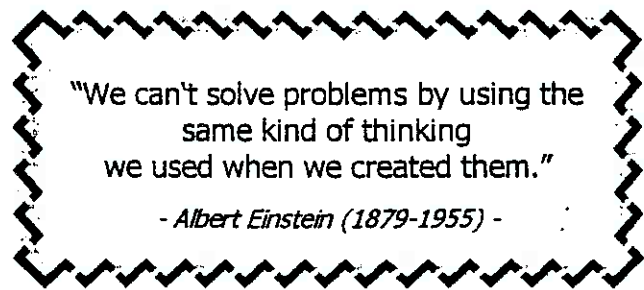 "We can't solve problems by using the
same kind of thinking
we used when we created them."
- Albert Einstein (1879-1955) -